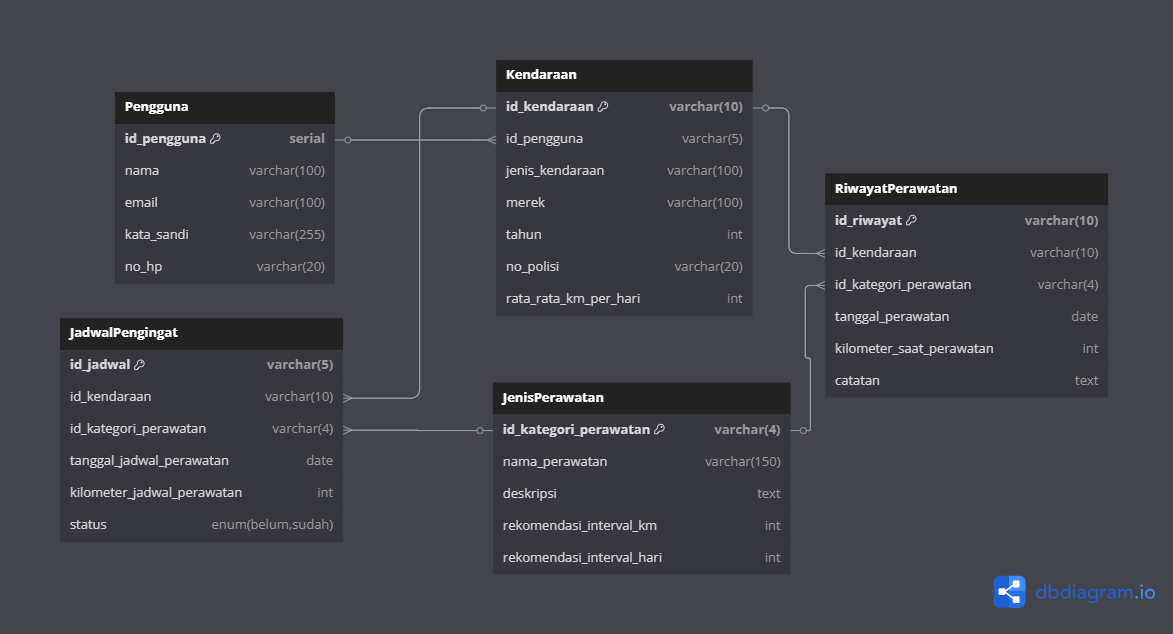 Pengguna
id_pengguna serial
nama varchar(100)
email varchar(100)
kata_sandi varchar(255)
no_hp varchar(20)
Kendaraan
id_kendaraan varchar(10)
id_pengguna varchar(5)
jenis_kendaraan varchar(100)
merek varchar(100)
tahun int
no_polisi varchar(20)
rata_rata_km_per_hari int
RiwayatPerawatan
id_riwayat varchar(10)
id_kendaraan varchar(10)
id_kategori_perawatan varchar(4)
tanggal_perawatan date
kilometer_saat_perawatan int
catatan text
JadwalPengingat
id_jadwal varchar(5)
id_kendaraan varchar(10)
id_kategori_perawatan varchar(4)
tanggal_jadwal_perawatan date
kilometer_jadwal_perawatan int
status enum(belum,sudah)
JenisPerawatan
id_kategori_perawatan varchar(4)
nama_perawatan varchar(150)
deskripsi text
rekomendasi_interval_km int
rekomendasi_interval_hari int
dbdiagram.io